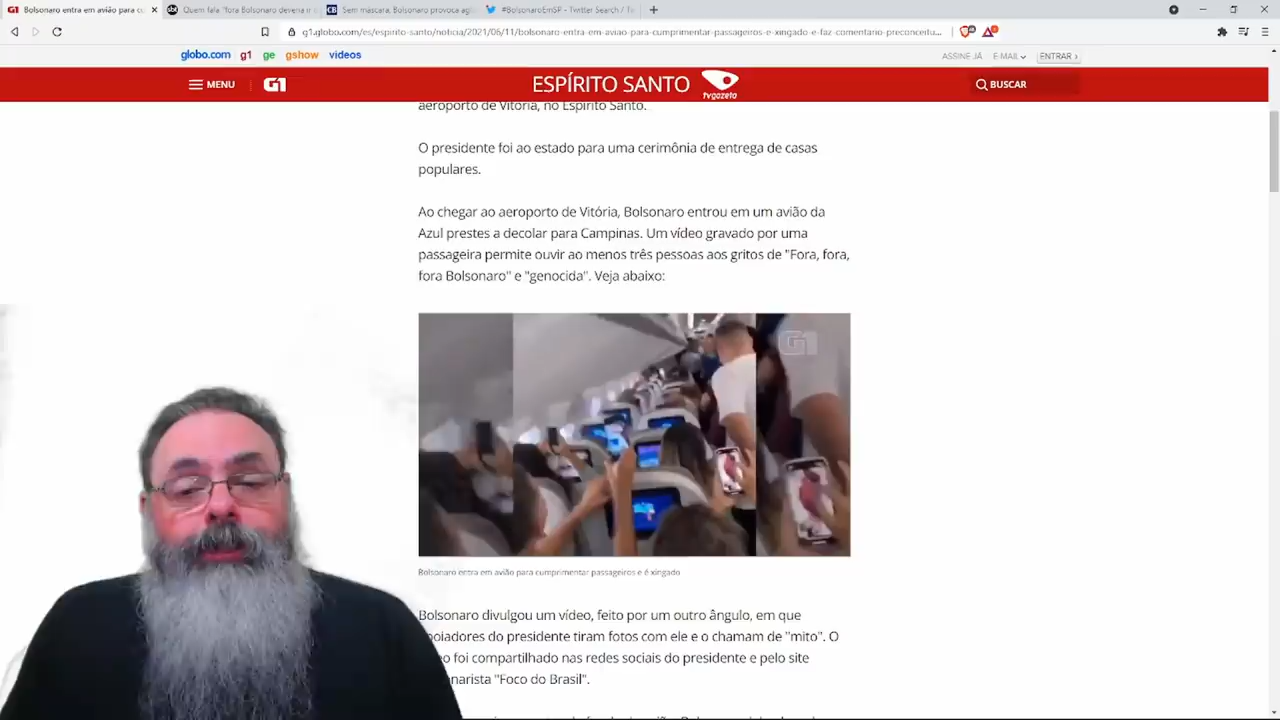 Bolsonaro entra em avião para cu
Quem fala "fora Bolsonaro deveria ir
Sem máscara, Bolsonaro provoca agl
#BolsonaroEmSP - Twitter Search / Tw
g1.globo.com/es/espirito-santo/noticia/2021/06/11/bolsonaro-entra-em-aviao-para-cumprimentar-passageiros-e-xingado-e-faz-comentario-preconceitu...
globo.com g1 ge gshow videos
ASSINE JÁ E-MAIL ENTRAR ›
MENU G1 ESPÍRITO SANTO tvgazeta BUSCAR
aeroporto de Vitória, no Espírito Santo.
O presidente foi ao estado para uma cerimônia de entrega de casas
populares.
Ao chegar ao aeroporto de Vitória, Bolsonaro entrou em um avião da
Azul prestes a decolar para Campinas. Um vídeo gravado por uma
passageira permite ouvir ao menos três pessoas aos gritos de "Fora, fora,
fora Bolsonaro" e "genocida". Veja abaixo:
G1
Bolsonaro entra em avião para cumprimentar passageiros e é xingado
Bolsonaro divulgou um vídeo, feito por um outro ângulo, em que
poiadores do presidente tiram fotos com ele e o chamam de "mito". O
eo foi compartilhado nas redes sociais do presidente e pelo site
narista "Foco do Brasil".